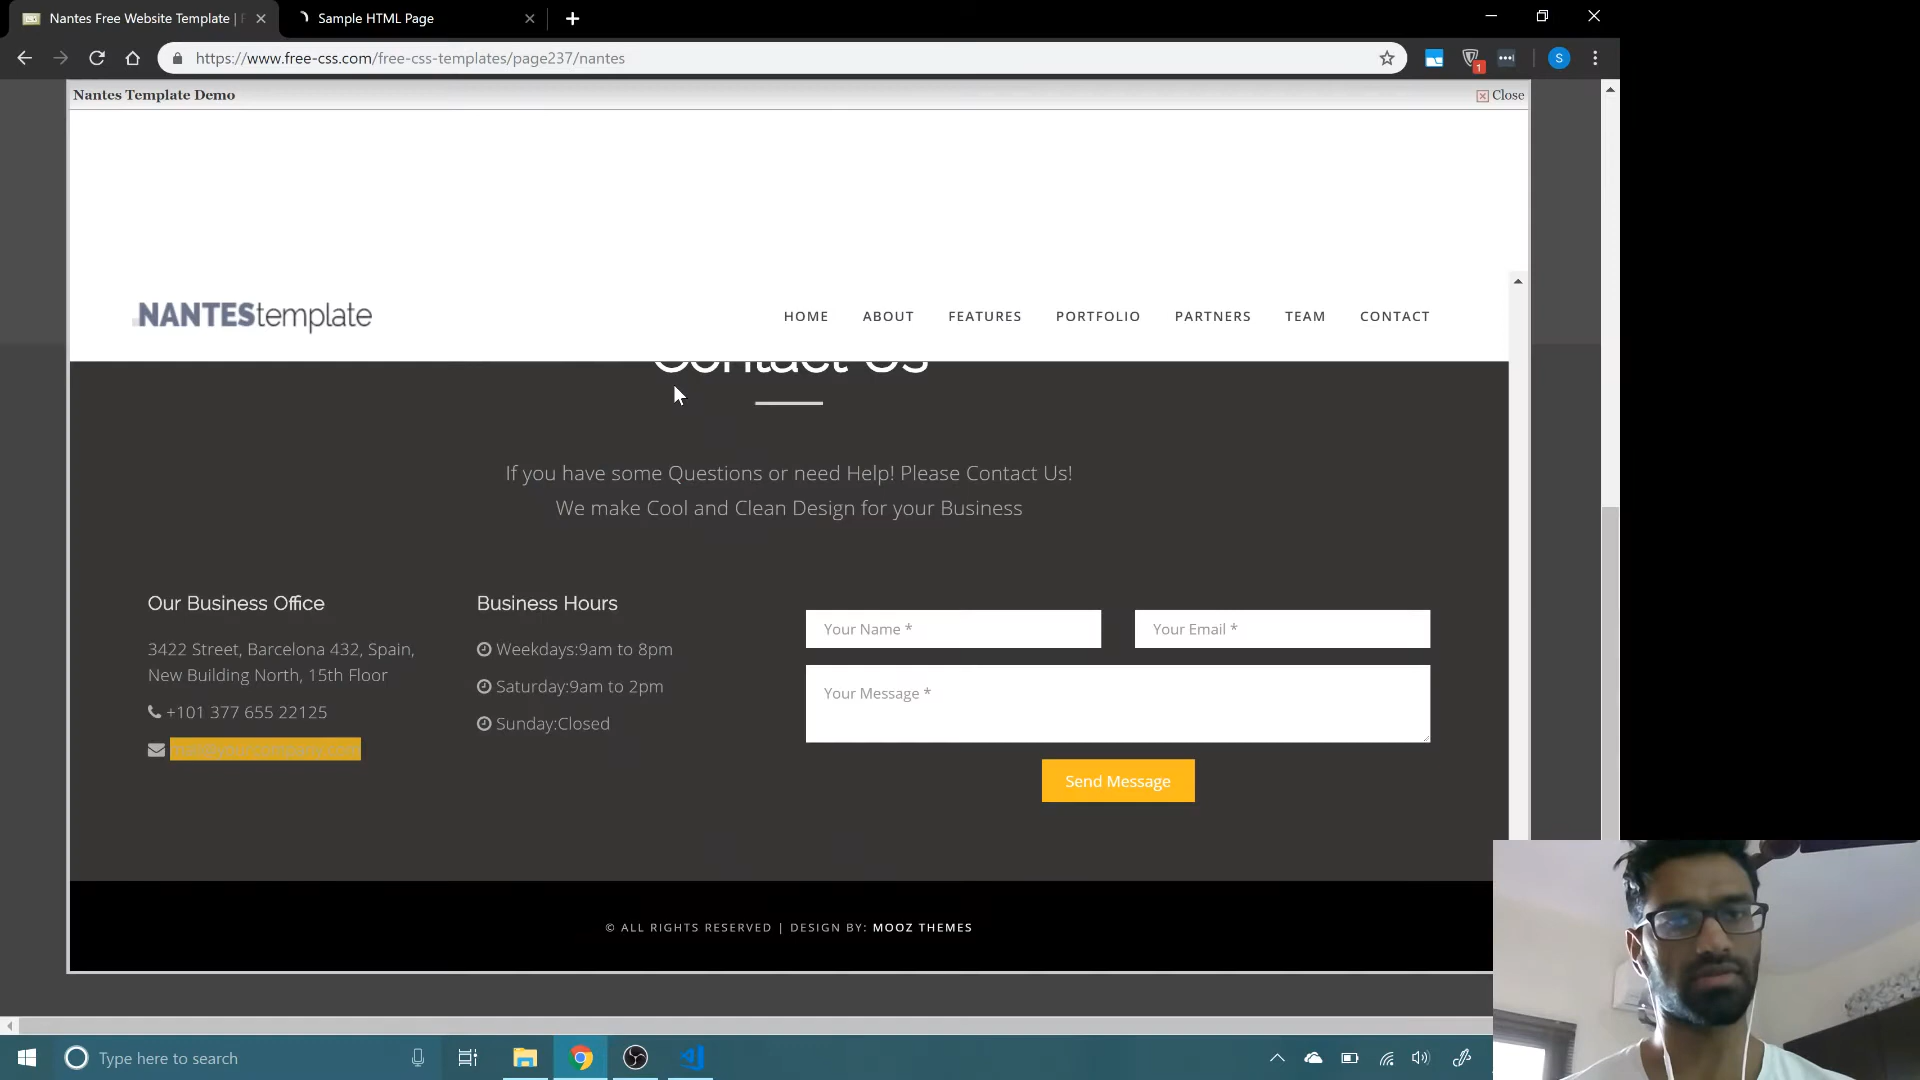 Nantes Free Website Template |
Sample HTML Page
https://www.free-css.com/free-css-templates/page237/nantes
1
S
Nantes Template Demo
Close
NANTEStemplate
HOME ABOUT FEATURES PORTFOLIO PARTNERS TEAM CONTACT
Contact Us
If you have some Questions or need Help! Please Contact Us!
We make Cool and Clean Design for your Business
Our Business Office
3422 Street, Barcelona 432, Spain,
New Building North, 15th Floor
+101 377 655 22125
Business Hours
Weekdays:9am to 8pm
Saturday:9am to 2pm
Sunday:Closed
Your Name *
Your Email *
Your Message *
Send Message
© ALL RIGHTS RESERVED | DESIGN BY: MOOZ THEMES
Type here to search